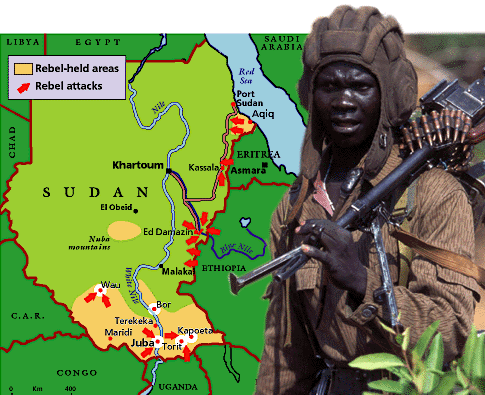 LIBYA
EGYPT
SAUDI
ARABIA
Rebel-held areas
Rebel attacks
Red
Sea
Nile
Port
Sudan
Aqiq
CHAD
Khartoum
Kassala
ERITREA
Asmara
SUDAN
El Obeid
Nuba
mountains
Ed Damazin
Blue Nile
White Nile
Malakal
ETHIOPIA
Wau
Bor
C.A.R.
Terekeka
Maridi
Kapoeta
Juba
Torit
CONGO
UGANDA
0 Km 400